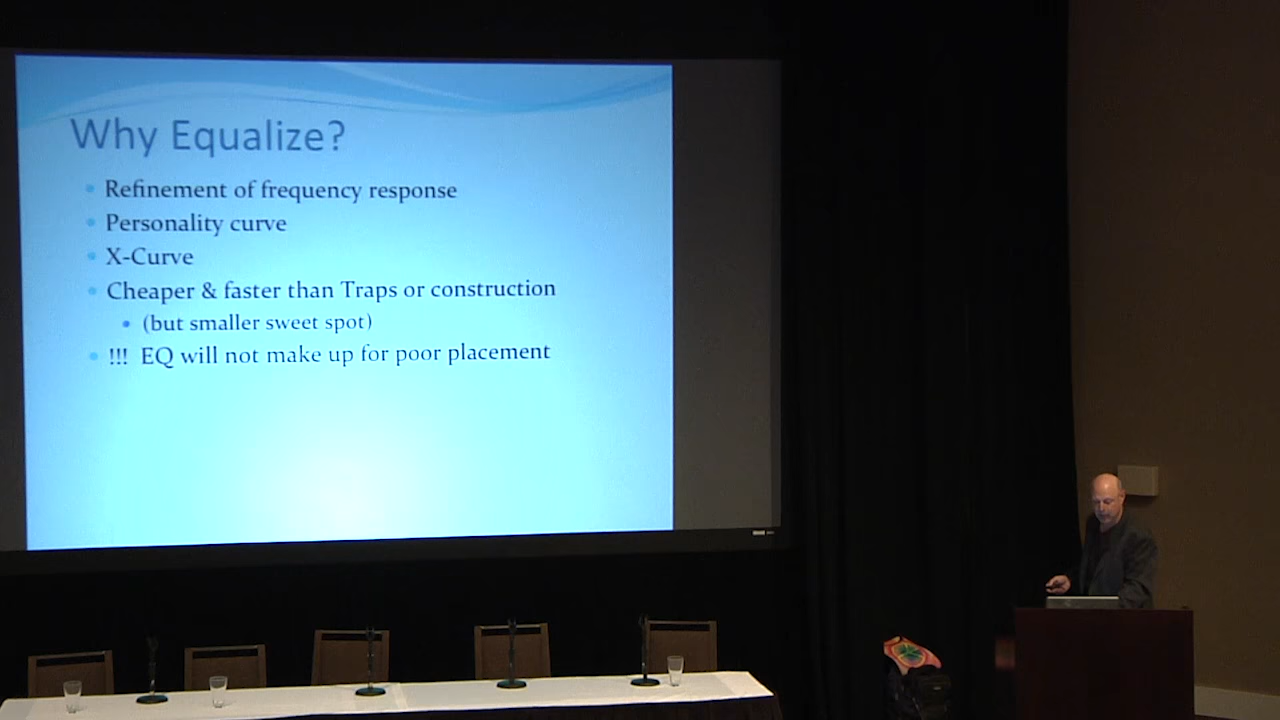 Why Equalize?
Refinement of frequency response
Personality curve
X-Curve
Cheaper & faster than Traps or construction
(but smaller sweet spot)
!!! EQ will not make up for poor placement